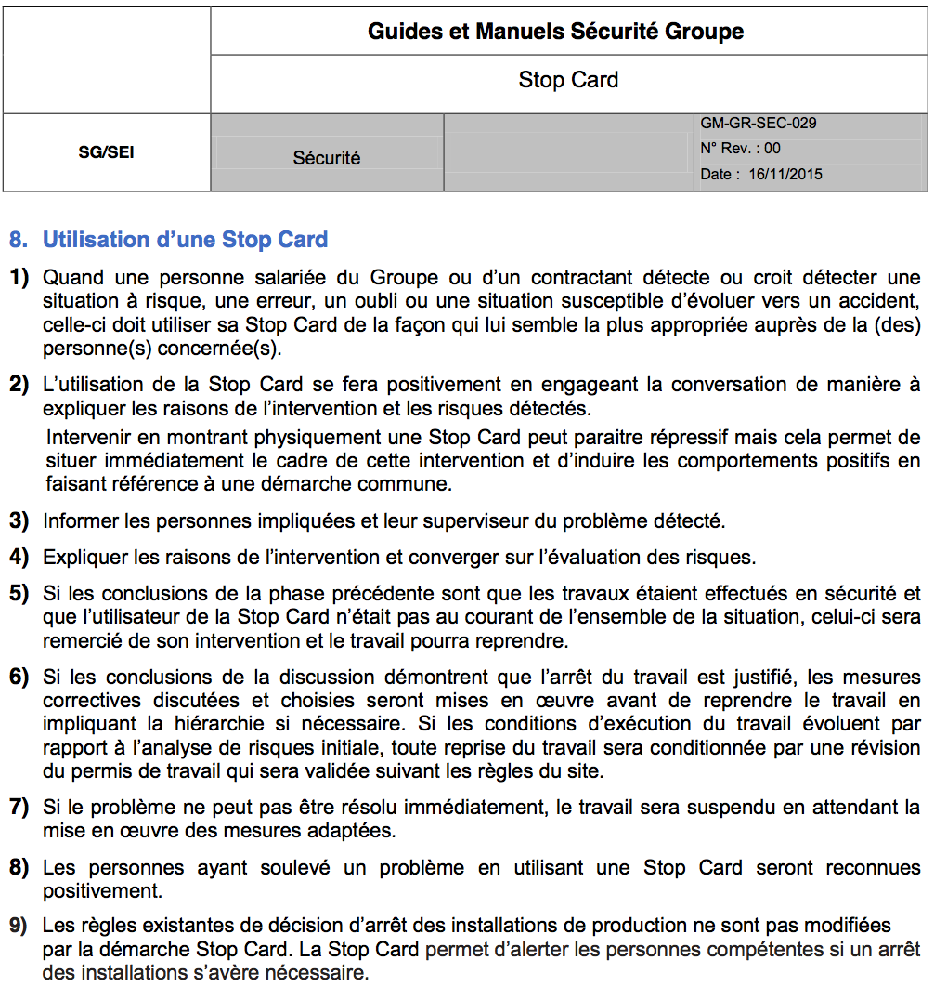 Guides et Manuels Sécurité Groupe
Stop Card
SG/SEI
Sécurité
GM-GR-SEC-029
N° Rev. : 00
Date : 16/11/2015
8. Utilisation d’une Stop Card
1) Quand une personne salariée du Groupe ou d’un contractant détecte ou croit détecter une
situation à risque, une erreur, un oubli ou une situation susceptible d’évoluer vers un accident,
celle-ci doit utiliser sa Stop Card de la façon qui lui semble la plus appropriée auprès de la (des)
personne(s) concernée(s).
2) L’utilisation de la Stop Card se fera positivement en engageant la conversation de manière à
expliquer les raisons de l’intervention et les risques détectés.
Intervenir en montrant physiquement une Stop Card peut paraitre répressif mais cela permet de
situer immédiatement le cadre de cette intervention et d’induire les comportements positifs en
faisant référence à une démarche commune.
3) Informer les personnes impliquées et leur superviseur du problème détecté.
4) Expliquer les raisons de l’intervention et converger sur l’évaluation des risques.
5) Si les conclusions de la phase précédente sont que les travaux étaient effectués en sécurité et
que l’utilisateur de la Stop Card n’était pas au courant de l’ensemble de la situation, celui-ci sera
remercié de son intervention et le travail pourra reprendre.
6) Si les conclusions de la discussion démontrent que l’arrêt du travail est justifié, les mesures
correctives discutées et choisies seront mises en œuvre avant de reprendre le travail en
impliquant la hiérarchie si nécessaire. Si les conditions d’exécution du travail évoluent par
rapport à l’analyse de risques initiale, toute reprise du travail sera conditionnée par une révision
du permis de travail qui sera validée suivant les règles du site.
7) Si le problème ne peut pas être résolu immédiatement, le travail sera suspendu en attendant la
mise en œuvre des mesures adaptées.
8) Les personnes ayant soulevé un problème en utilisant une Stop Card seront reconnues
positivement.
9) Les règles existantes de décision d’arrêt des installations de production ne sont pas modifiées
par la démarche Stop Card. La Stop Card permet d’alerter les personnes compétentes si un arrêt
des installations s’avère nécessaire.